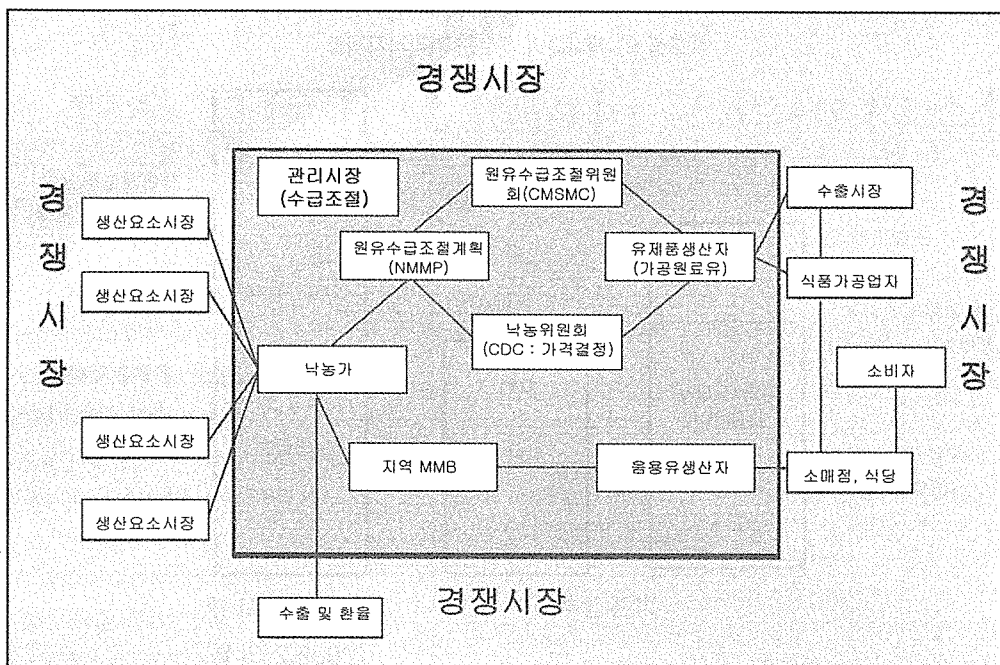 경쟁시장
경쟁시장
경쟁시장
관리시장
(수급조절)
원유수급조절위원
회(CMSMC)
수출시장
생산요소시장
원유수급조절계획
(NMMP)
유제품생산자
(가공원료유)
생산요소시장
식품가공업자
낙농위원회
(CDC : 가격결정)
낙농가
소비자
생산요소시장
지역 MMB
음용유생산자
소매점, 식당
생산요소시장
수출 및 환율
경쟁시장